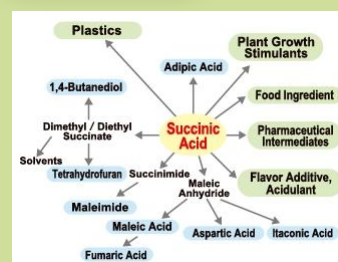 Plastics
Plant Growth
Stimulants
Adipic Acid
1,4-Butanediol
Food Ingredient
Dimethyl / Diethyl
Succinate
Succinic
Acid
Pharmaceutical
Intermediates
Solvents
Tetrahydrofuran
Succinimide
Maleic
Anhydride
Flavor Additive,
Acidulant
Maleimide
Maleic Acid
Aspartic Acid
Itaconic Acid
Fumaric Acid